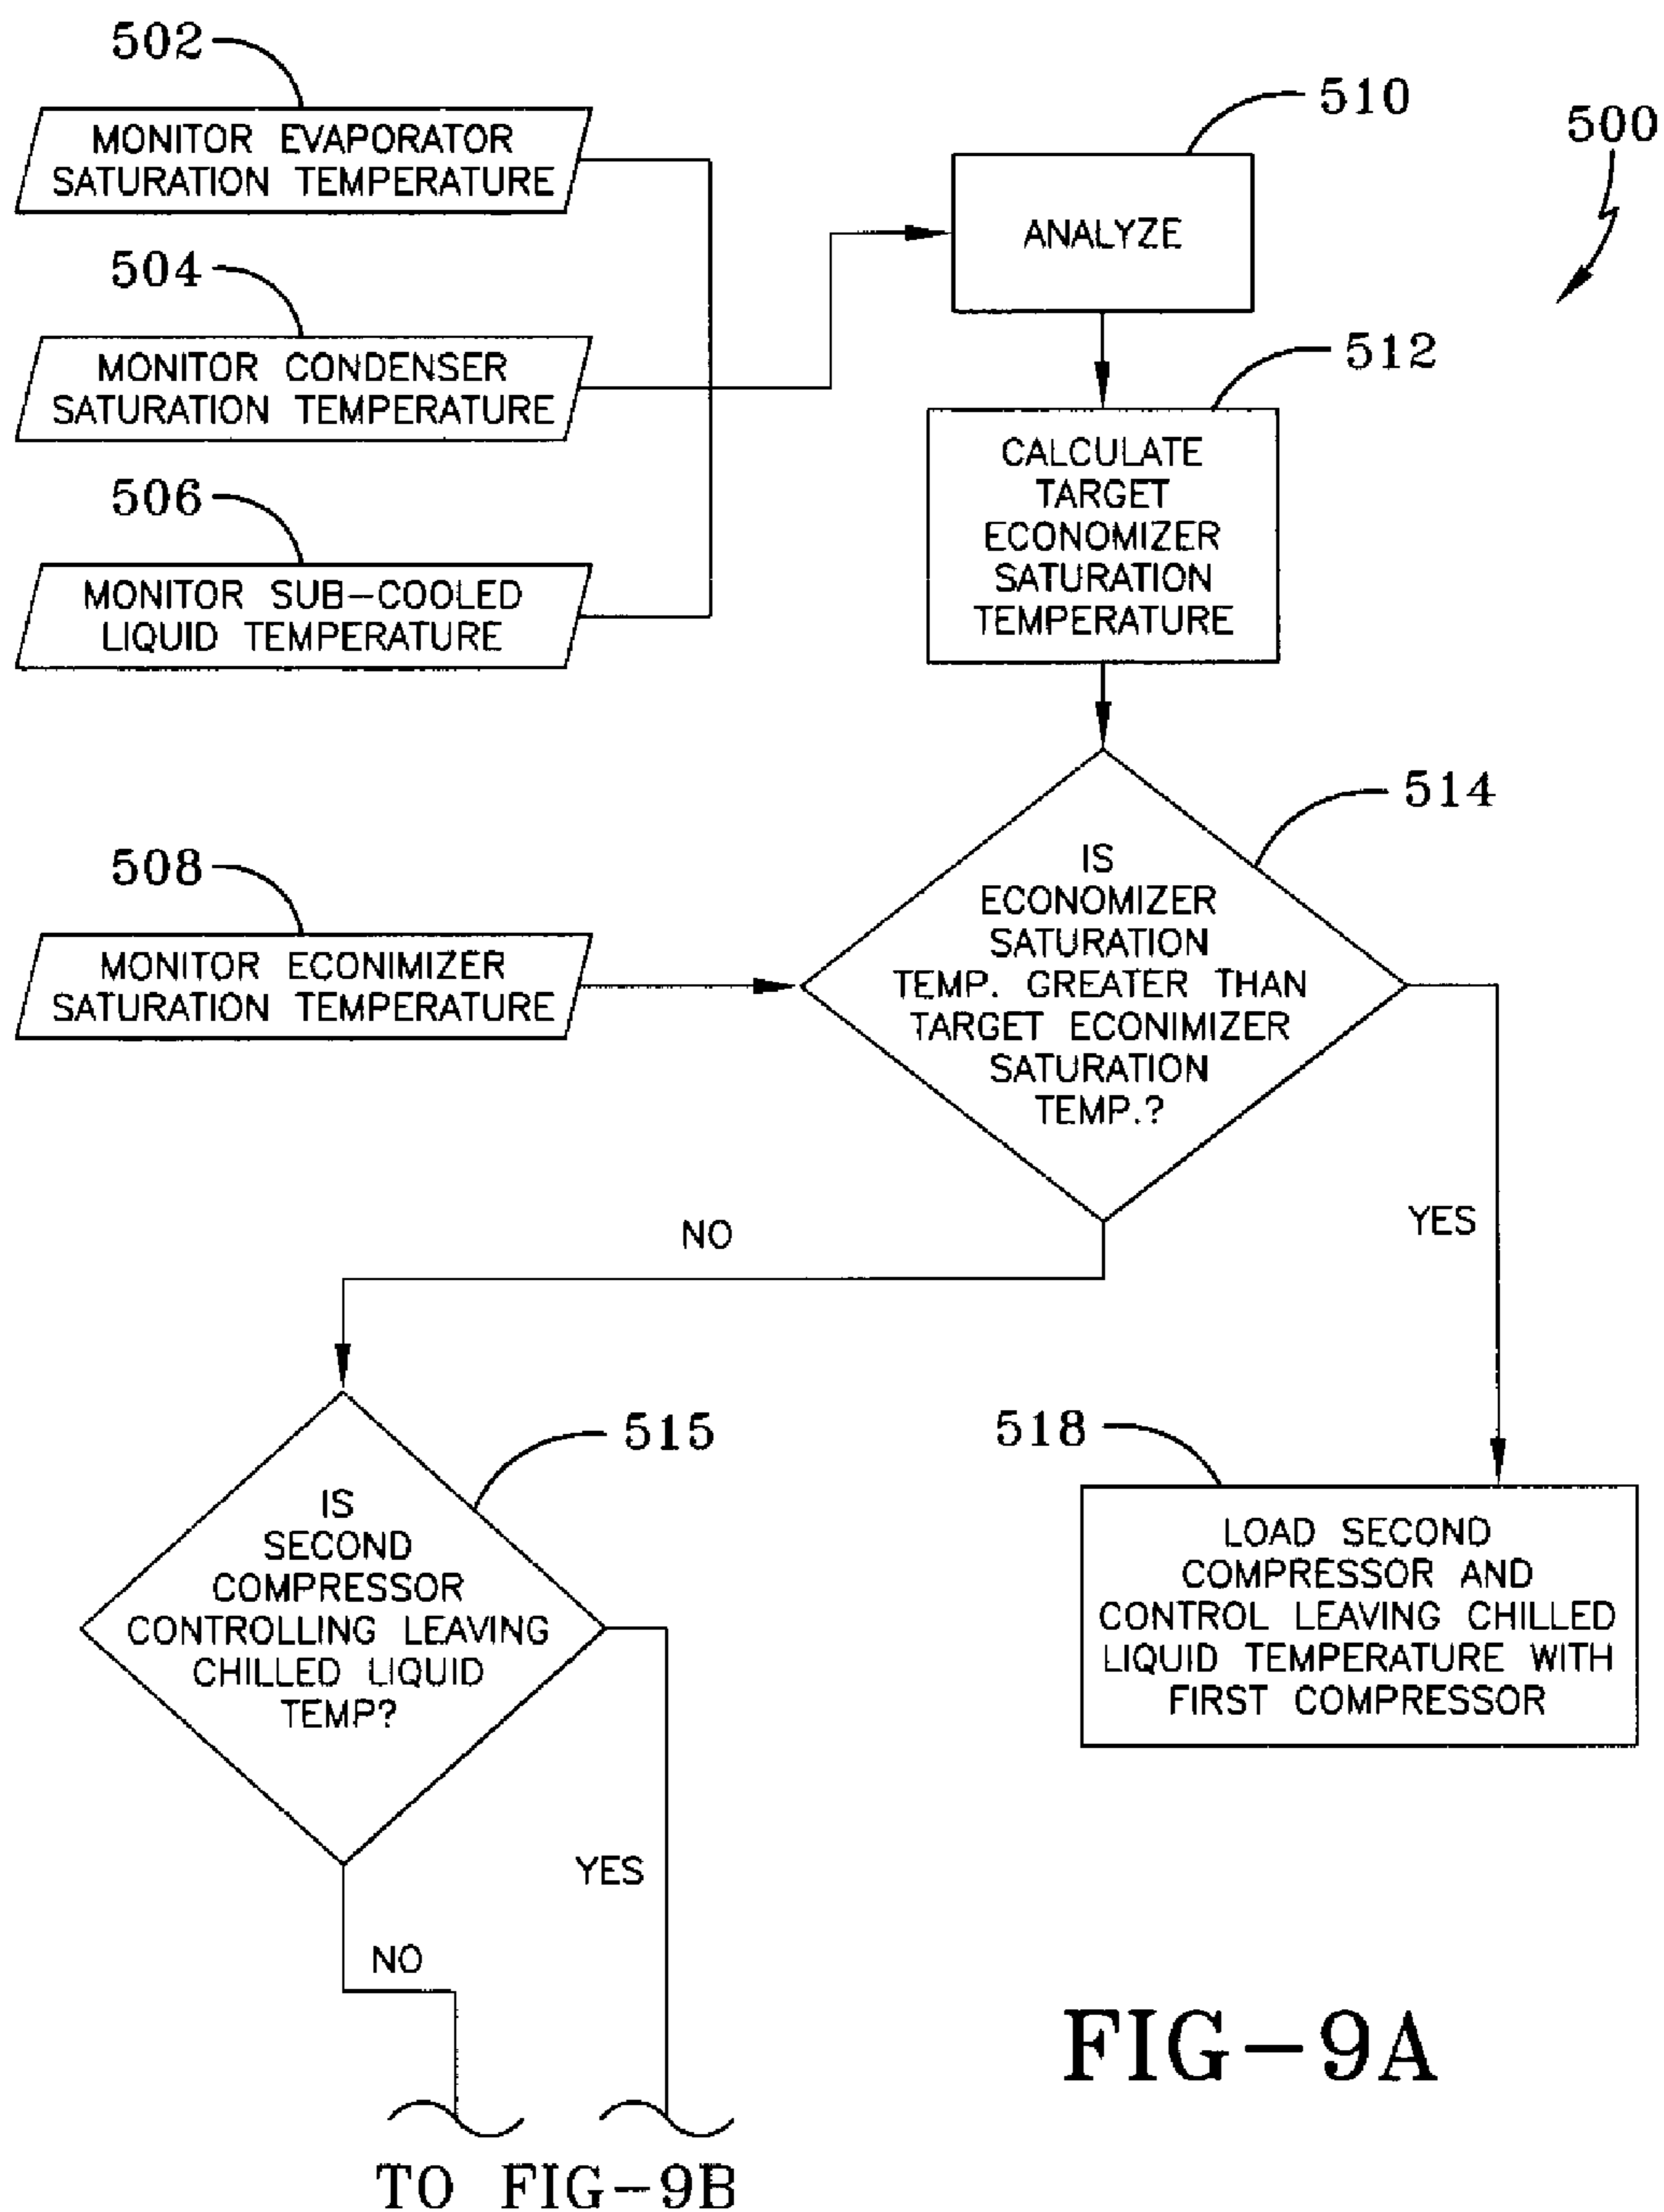 502
MONITOR EVAPORATOR
SATURATION TEMPERATURE
504
MONITOR CONDENSER
SATURATION TEMPERATURE
506
MONITOR SUB-COOLED
LIQUID TEMPERATURE
510
ANALYZE
500
512
CALCULATE
TARGET
ECONOMIZER
SATURATION
TEMPERATURE
508
MONITOR ECONIMIZER
SATURATION TEMPERATURE
514
IS
ECONOMIZER
SATURATION
TEMP. GREATER THAN
TARGET ECONIMIZER
SATURATION
TEMP.?
NO
YES
515
IS
SECOND
COMPRESSOR
CONTROLLING LEAVING
CHILLED LIQUID
TEMP?
518
LOAD SECOND
COMPRESSOR AND
CONTROL LEAVING CHILLED
LIQUID TEMPERATURE WITH
FIRST COMPRESSOR
YES
NO
FIG-9A
TO FIG-9B